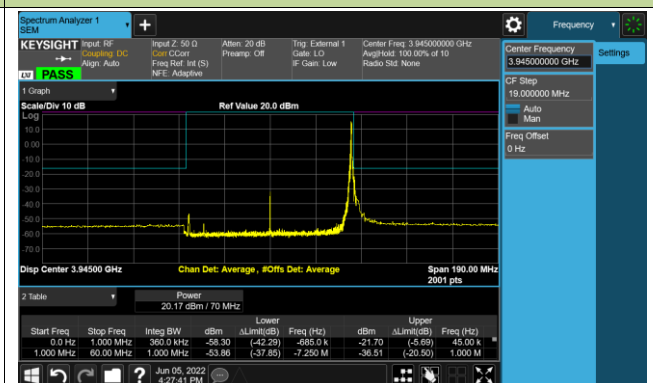 Spectrum Analyzer 1
SEM
Frequency
KEYSIGHT
Input: RF
Coupling: DC
Align: Auto
Input Z: 50 Ω
Corr CCorr
Freq Ref: Int (S)
NFE: Adaptive
Atten: 20 dB
Preamp: Off
Trig: External 1
Gate: LO
IF Gain: Low
Center Freq: 3.945000000 GHz
Avg|Hold: 100.00% of 10
Radio Std: None
LXI
PASS
Center Frequency
3.945000000 GHz
Settings
CF Step
19.000000 MHz
Auto
Man
Freq Offset
0 Hz
1 Graph
Scale/Div 10 dB
Ref Value 20.0 dBm
Log
10.0
0.00
-10.0
-20.0
-30.0
-40.0
-50.0
-60.0
-70.0
Disp Center 3.94500 GHz
Chan Det: Average, #Offs Det: Average
Span 190.00 MHz
2001 pts
2 Table
Power
20.17 dBm / 70 MHz
Lower
Upper
Start Freq Stop Freq Integ BW dBm ΔLimit(dB) Freq (Hz) dBm ΔLimit(dB) Freq (Hz)
0.0 Hz 1.000 MHz 360.0 kHz -58.30 (-42.29) -685.0 k -21.70 (-5.69) 45.00 k
1.000 MHz 60.00 MHz 1.000 MHz -53.86 (-37.85) -7.250 M -36.51 (-20.50) 1.000 M
Jun 05, 2022
4:27:41 PM